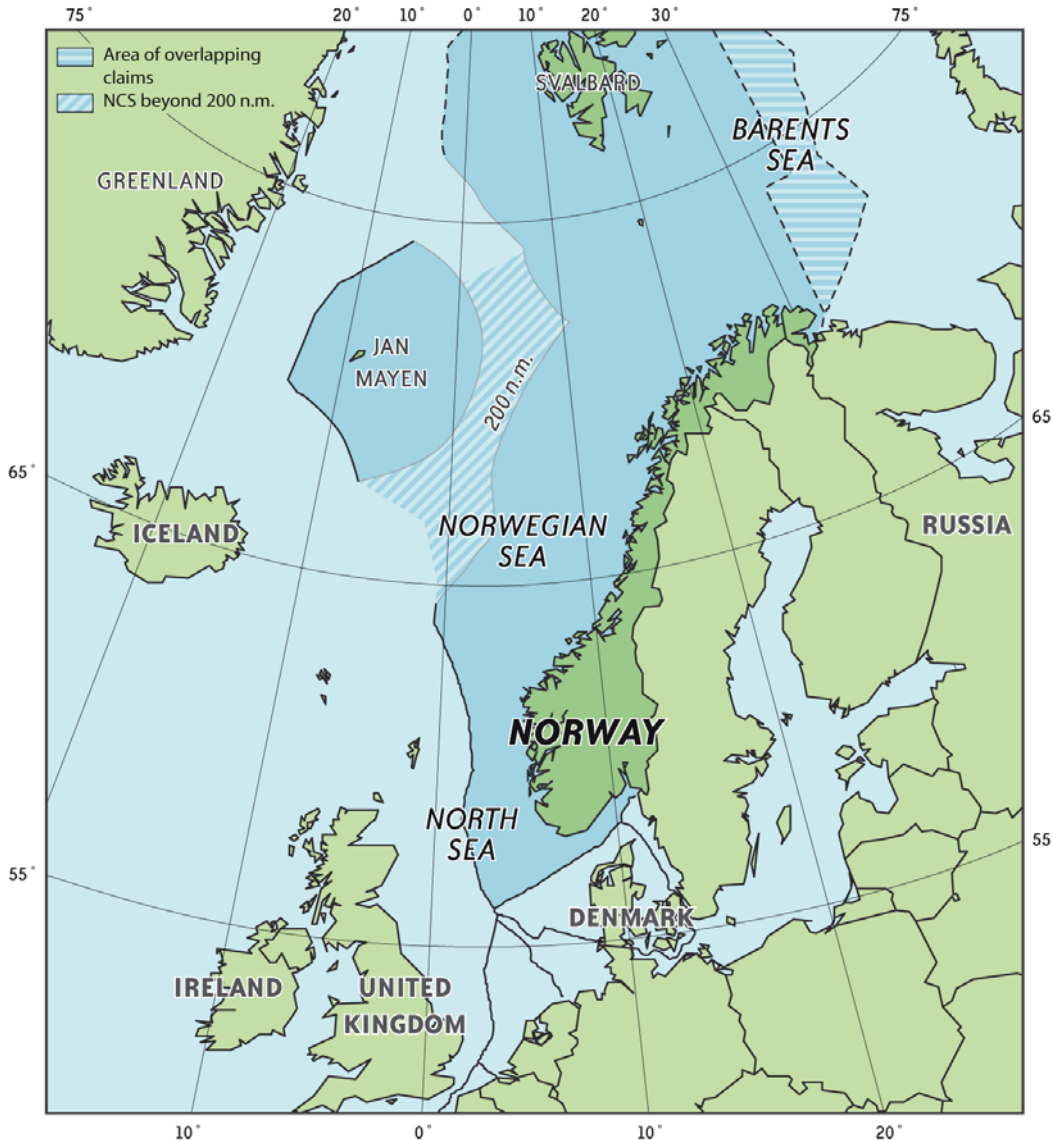 75°
20°
10°
0°
10°
20°
30°
75°
Area of overlapping
claims
NCS beyond 200 n.m.
SVALBARD
BARENTS
SEA
GREENLAND
JAN
MAYEN
200 n.m.
65
65°
ICELAND
NORWEGIAN
SEA
RUSSIA
NORWAY
NORTH
SEA
55
55°
DENMARK
IRELAND
UNITED
KINGDOM
10°
0°
10°
20°